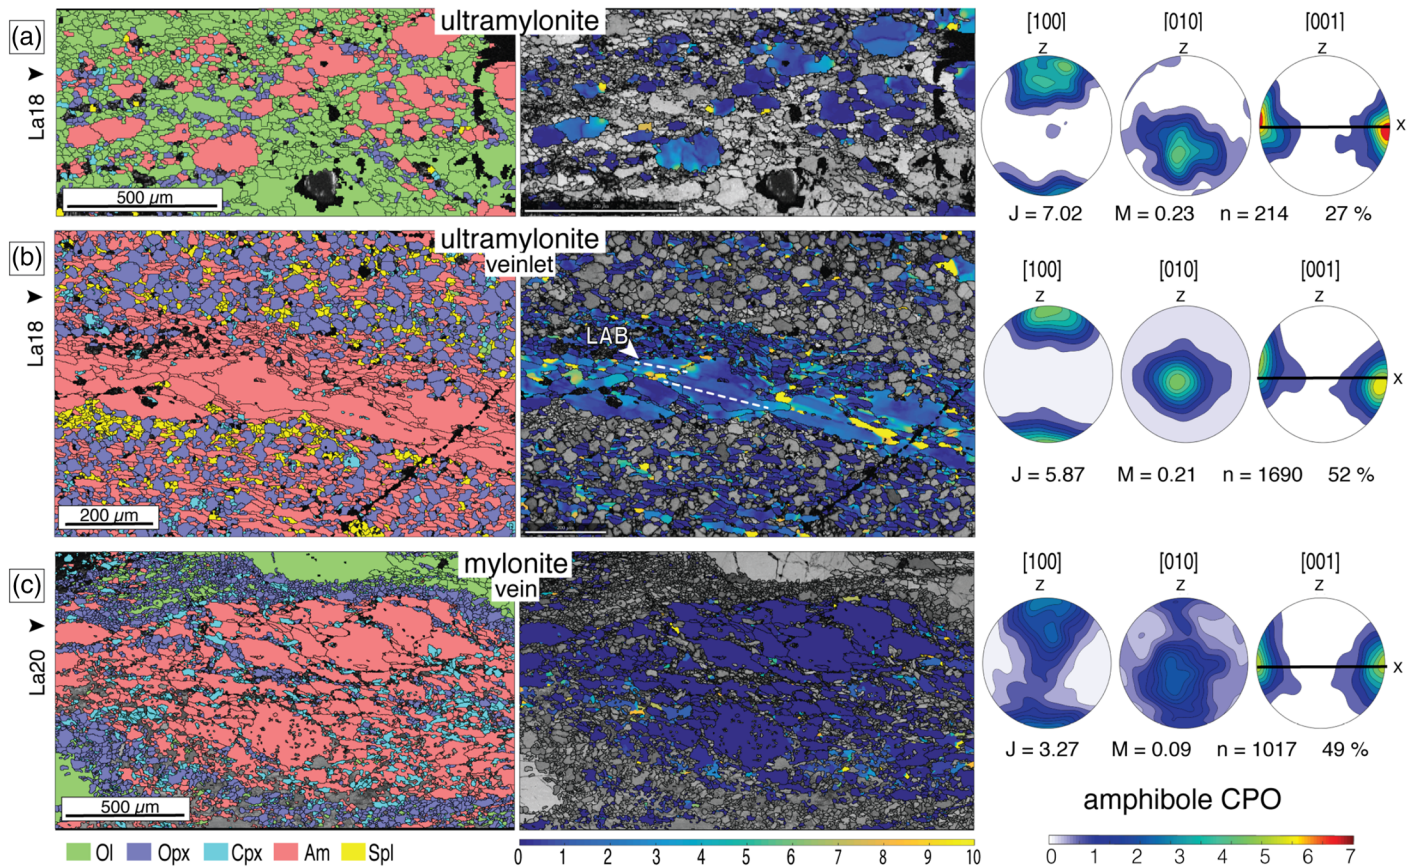 (a)
La18
ultramylonite
500 µm
[100] [010] [001]
z z
x
J = 7.02 M = 0.23 n = 214 27 %
(b)
La18
ultramylonite
veinlet
LAB
200 µm
[100] [010] [001]
z z
x
J = 5.87 M = 0.21 n = 1690 52 %
(c)
La20
mylonite
vein
500 µm
[100] [010] [001]
z z
x
J = 3.27 M = 0.09 n = 1017 49 %
amphibole CPO
Ol Opx Cpx Am Spl
0 1 2 3 4 5 6 7 8 9 10
0 1 2 3 4 5 6 7